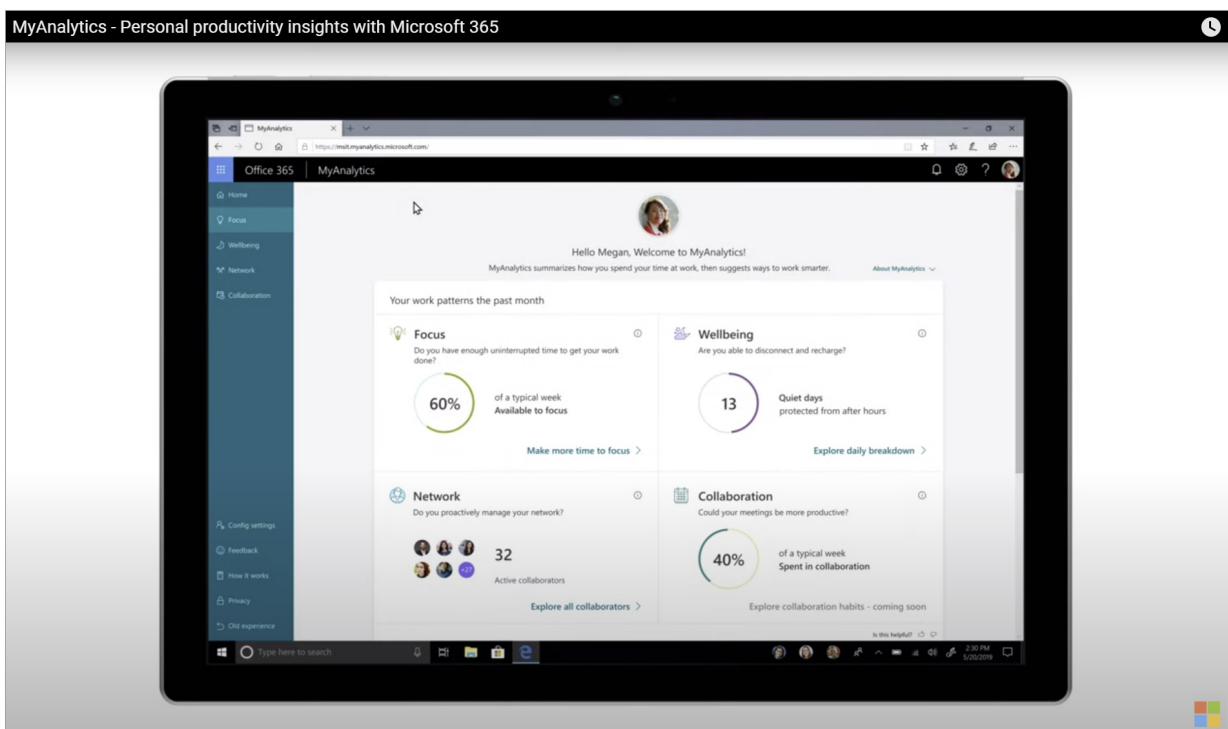 MyAnalytics - Personal productivity insights with Microsoft 365
MyAnalytics
https://msit.myanalytics.microsoft.com/
Office 365
MyAnalytics
Home
Focus
Wellbeing
Network
Collaboration
Hello Megan, Welcome to MyAnalytics!
MyAnalytics summarizes how you spend your time at work, then suggests ways to work smarter.
About MyAnalytics
Your work patterns the past month
Focus
Do you have enough uninterrupted time to get your work
done?
60%
of a typical week
Available to focus
Make more time to focus
Wellbeing
Are you able to disconnect and recharge?
13
Quiet days
protected from after hours
Explore daily breakdown
Network
Do you proactively manage your network?
+27
32
Active collaborators
Explore all collaborators
Collaboration
Could your meetings be more productive?
40%
of a typical week
Spent in collaboration
Explore collaboration habits - coming soon
Is this helpful?
Config settings
Feedback
How it works
Privacy
Old experience
Type here to search
2:30 PM
5/20/2019